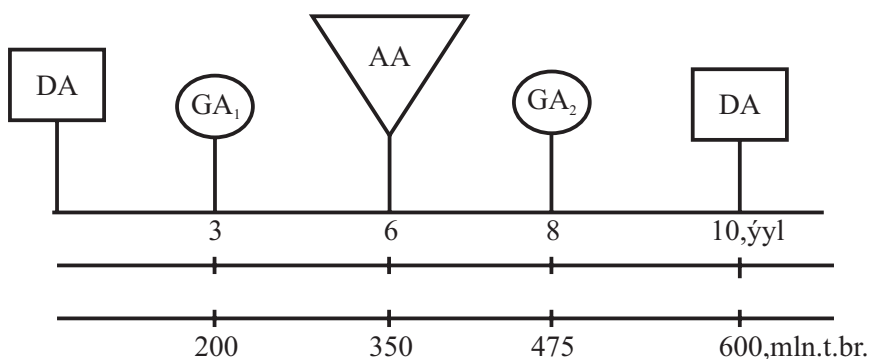 AA
DA GA₁ GA₂ DA
3 6 8 10,ýyl
200 350 475 600,mln.t.br.